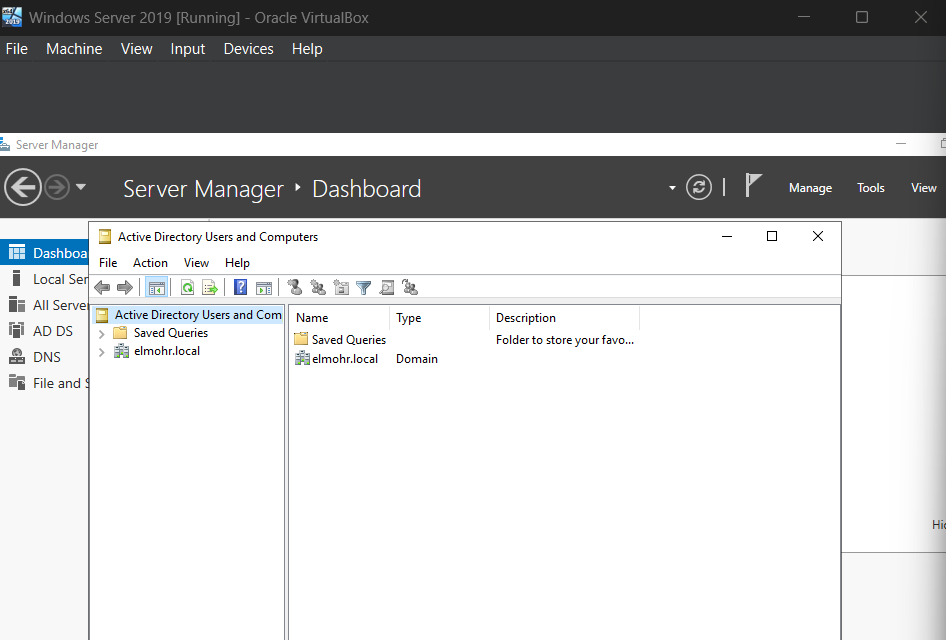 x64
2019
Windows Server 2019 [Running] - Oracle VirtualBox
File Machine View Input Devices Help
Server Manager
Server Manager Dashboard
Manage Tools View
Dashboa
Local Ser
All Serve
AD DS
DNS
File and S
Active Directory Users and Computers
File Action View Help
Active Directory Users and Com
Saved Queries
elmohr.local
Name Type Description
Saved Queries Folder to store your favo...
elmohr.local Domain
Hid